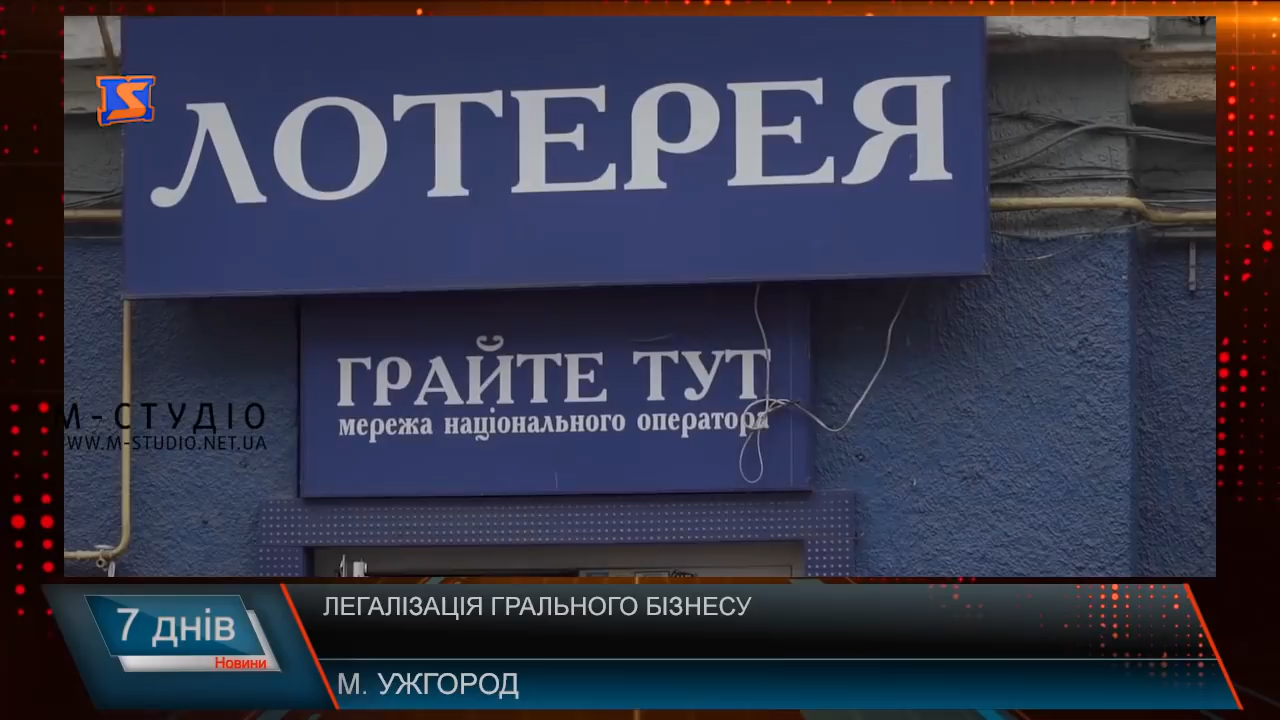 ЛОТЕРЕЯ
ГРАЙТЕ ТУТ
мережа національного оператора
М-СТУДІО
WWW.M-STUDIO.NET.UA
ЛЕГАЛІЗАЦІЯ ГРАЛЬНОГО БІЗНЕСУ
7 днів
Новини
М. УЖГОРОД